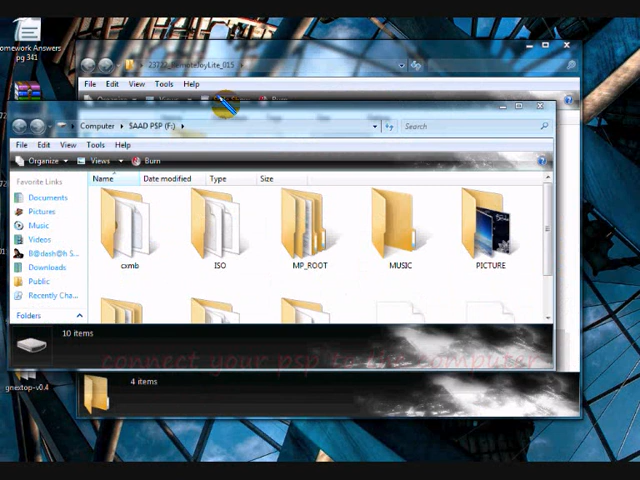 omework Answers
pg 341
23722_RemoteJoyLite_015
File Edit View Tools Help
Burn
Computer SAAD PSP (F:)
Search
File Edit View Tools Help
Organize Views Burn
Favorite Links
Name Date modified Type Size
Documents
Pictures
Music
Videos
B@dash@h S...
Downloads
Public
Recently Cha...
Folders
cxmb ISO MP_ROOT MUSIC PICTURE
10 items
connect your psp to the computer
4 items
gnestop-v0.4